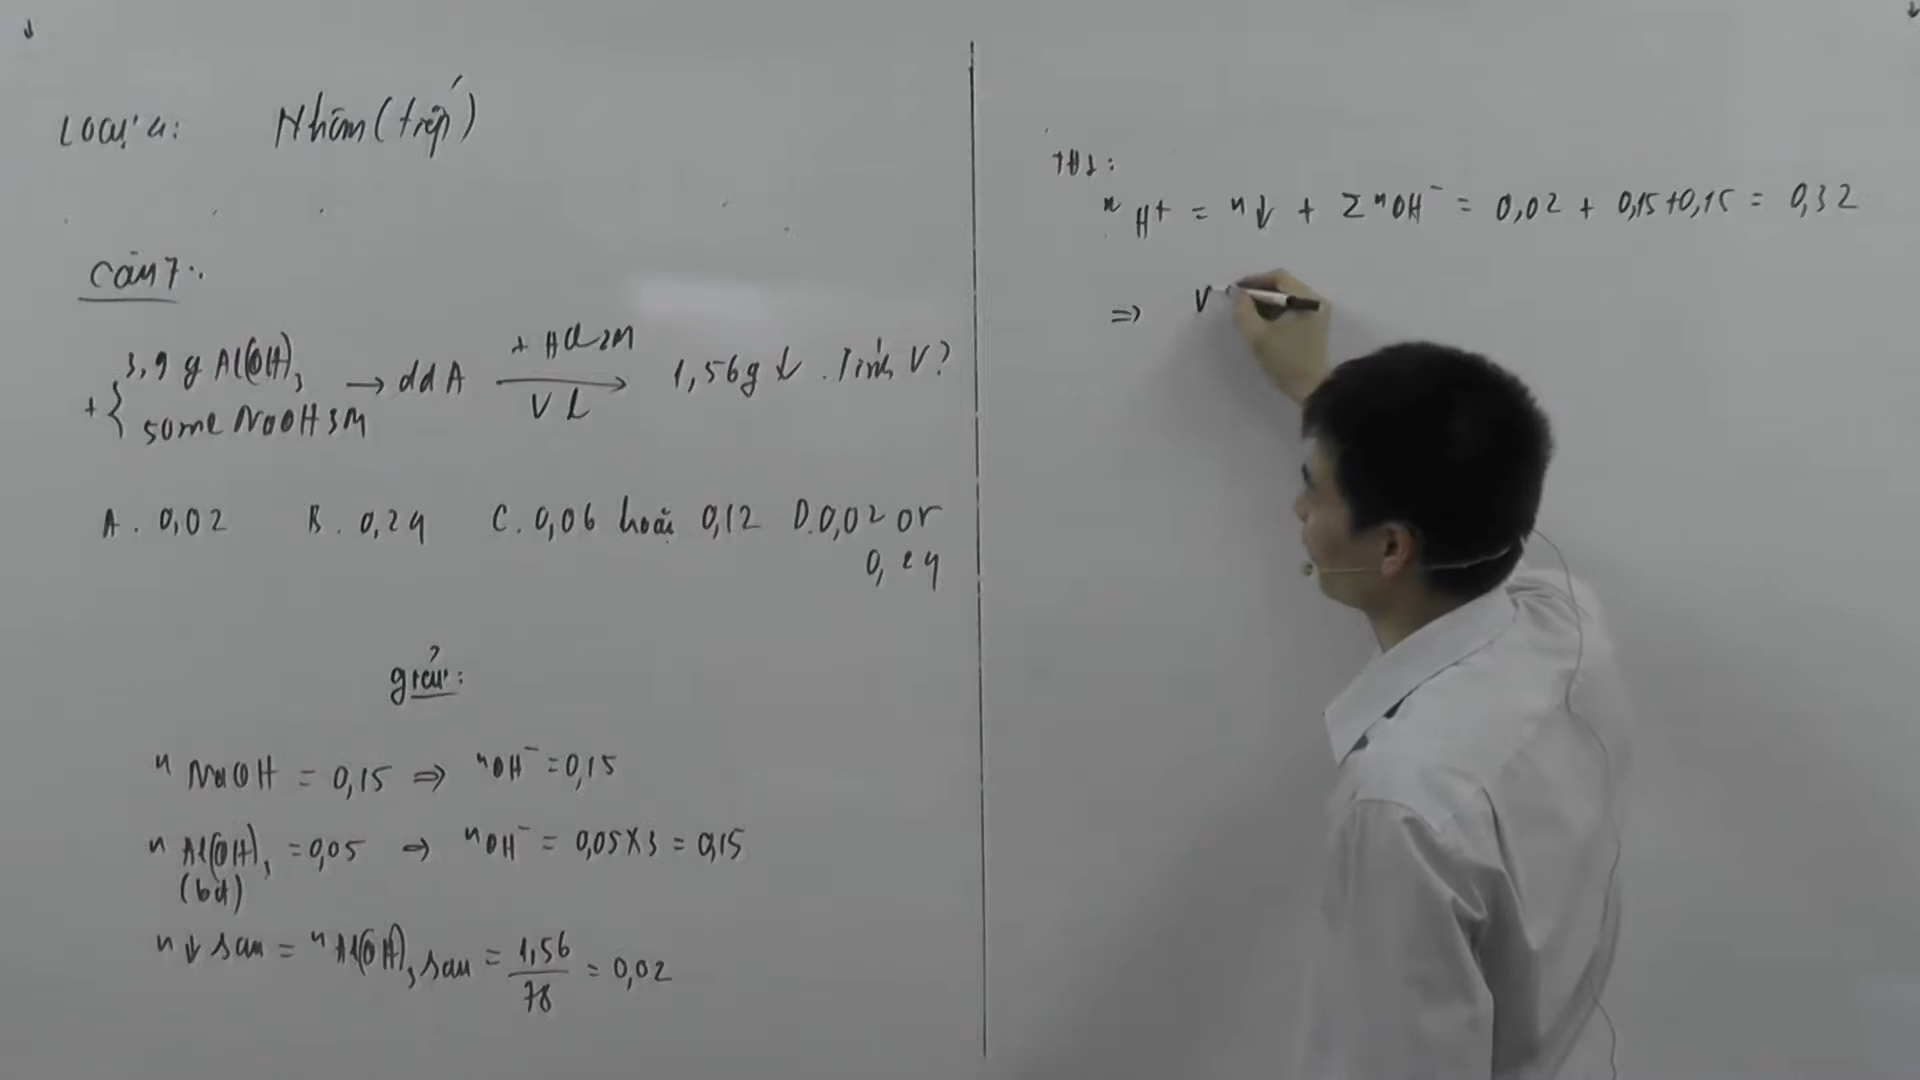 Loại 4: Nhôm (tiếp)
Câu 7:
+ { 3,9 g Al(OH)₃
50ml NaOH 3M → dd A + HCl 2M V L → 1,56g ↓. Tính V?
A. 0,02 B. 0,24 C. 0,06 hoặc 0,12 D. 0,02 or
0,24
giải:
n NaOH = 0,15 ⇒ nOH⁻ = 0,15
n Al(OH)₃ = 0,05 → nOH⁻ = 0,05 x 3 = 0,15
(bđ)
n ↓ sau = n Al(OH)₃ sau = 1,56/78 = 0,02
TH1:
n H+ = n↓ + Σ nOH⁻ = 0,02 + 0,15+0,15 = 0,32
⇒ V